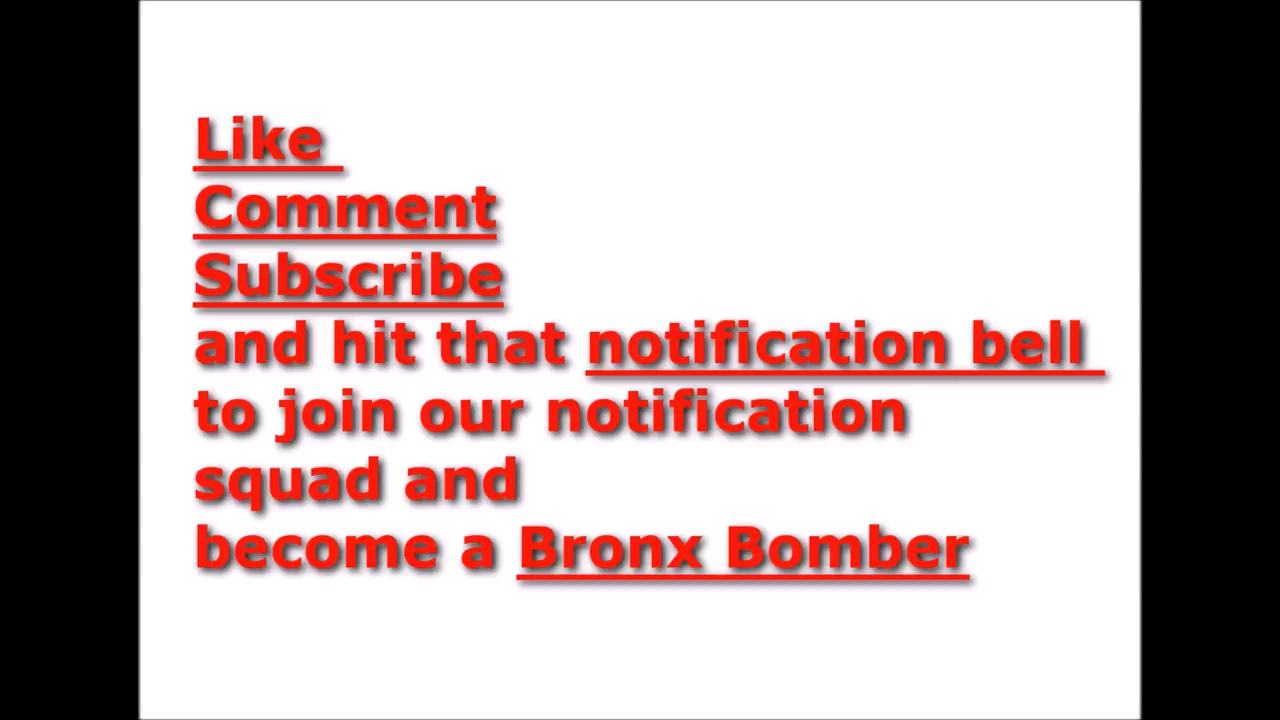 Like
Comment
Subscribe
and hit that notification bell
to join our notification
squad and
become a Bronx Bomber